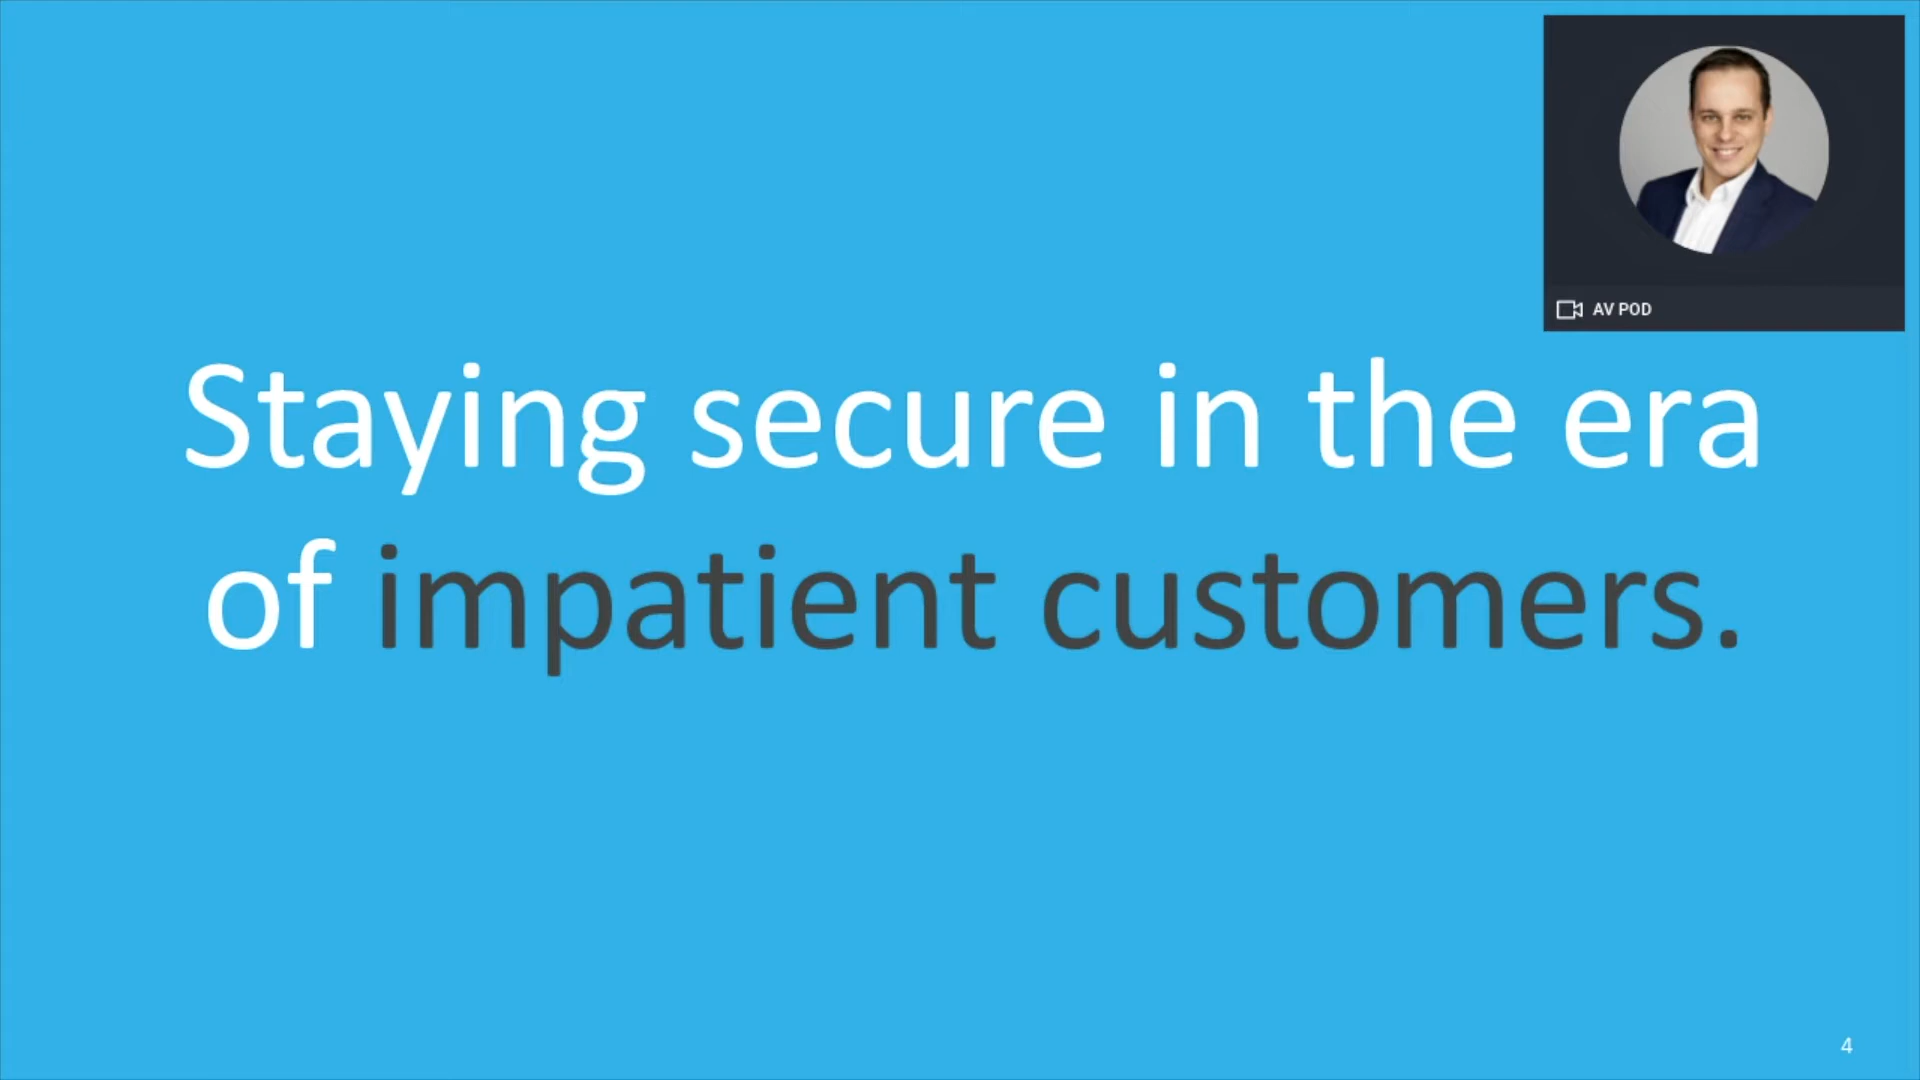 AV POD
Staying secure in the era
of impatient customers.
4